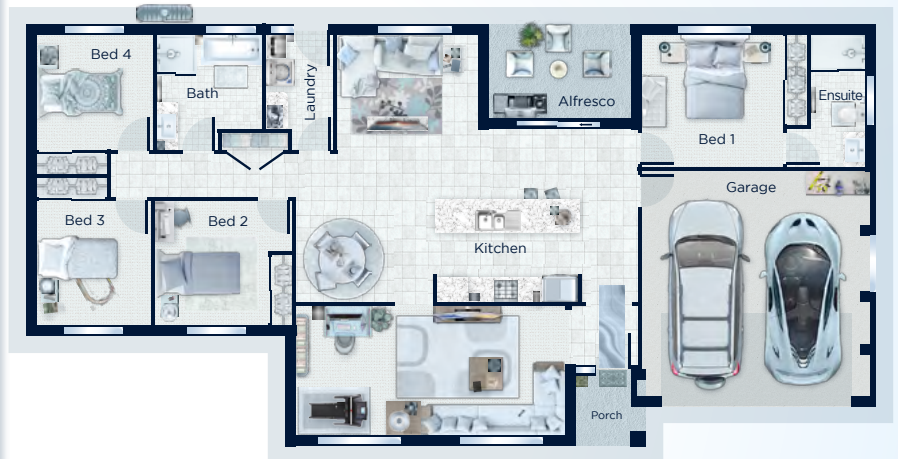 Bed 4
Bath
Laundry
Alfresco
Bed 1
Ensuite
Garage
Bed 3
Bed 2
Kitchen
Porch